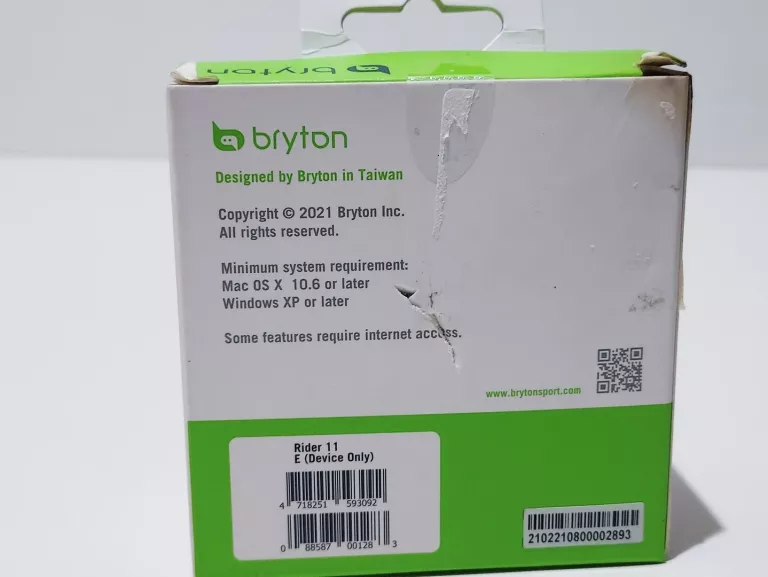 bryton
bryton
Designed by Bryton in Taiwan
Copyright © 2021 Bryton Inc.
All rights reserved.
Minimum system requirement:
Mac OS X 10.6 or later
Windows XP or later
Some features require internet access.
www.brytonsport.com
Rider 11
E (Device Only)
4 718251 593092
0 88587 00128 3
2102210800002893